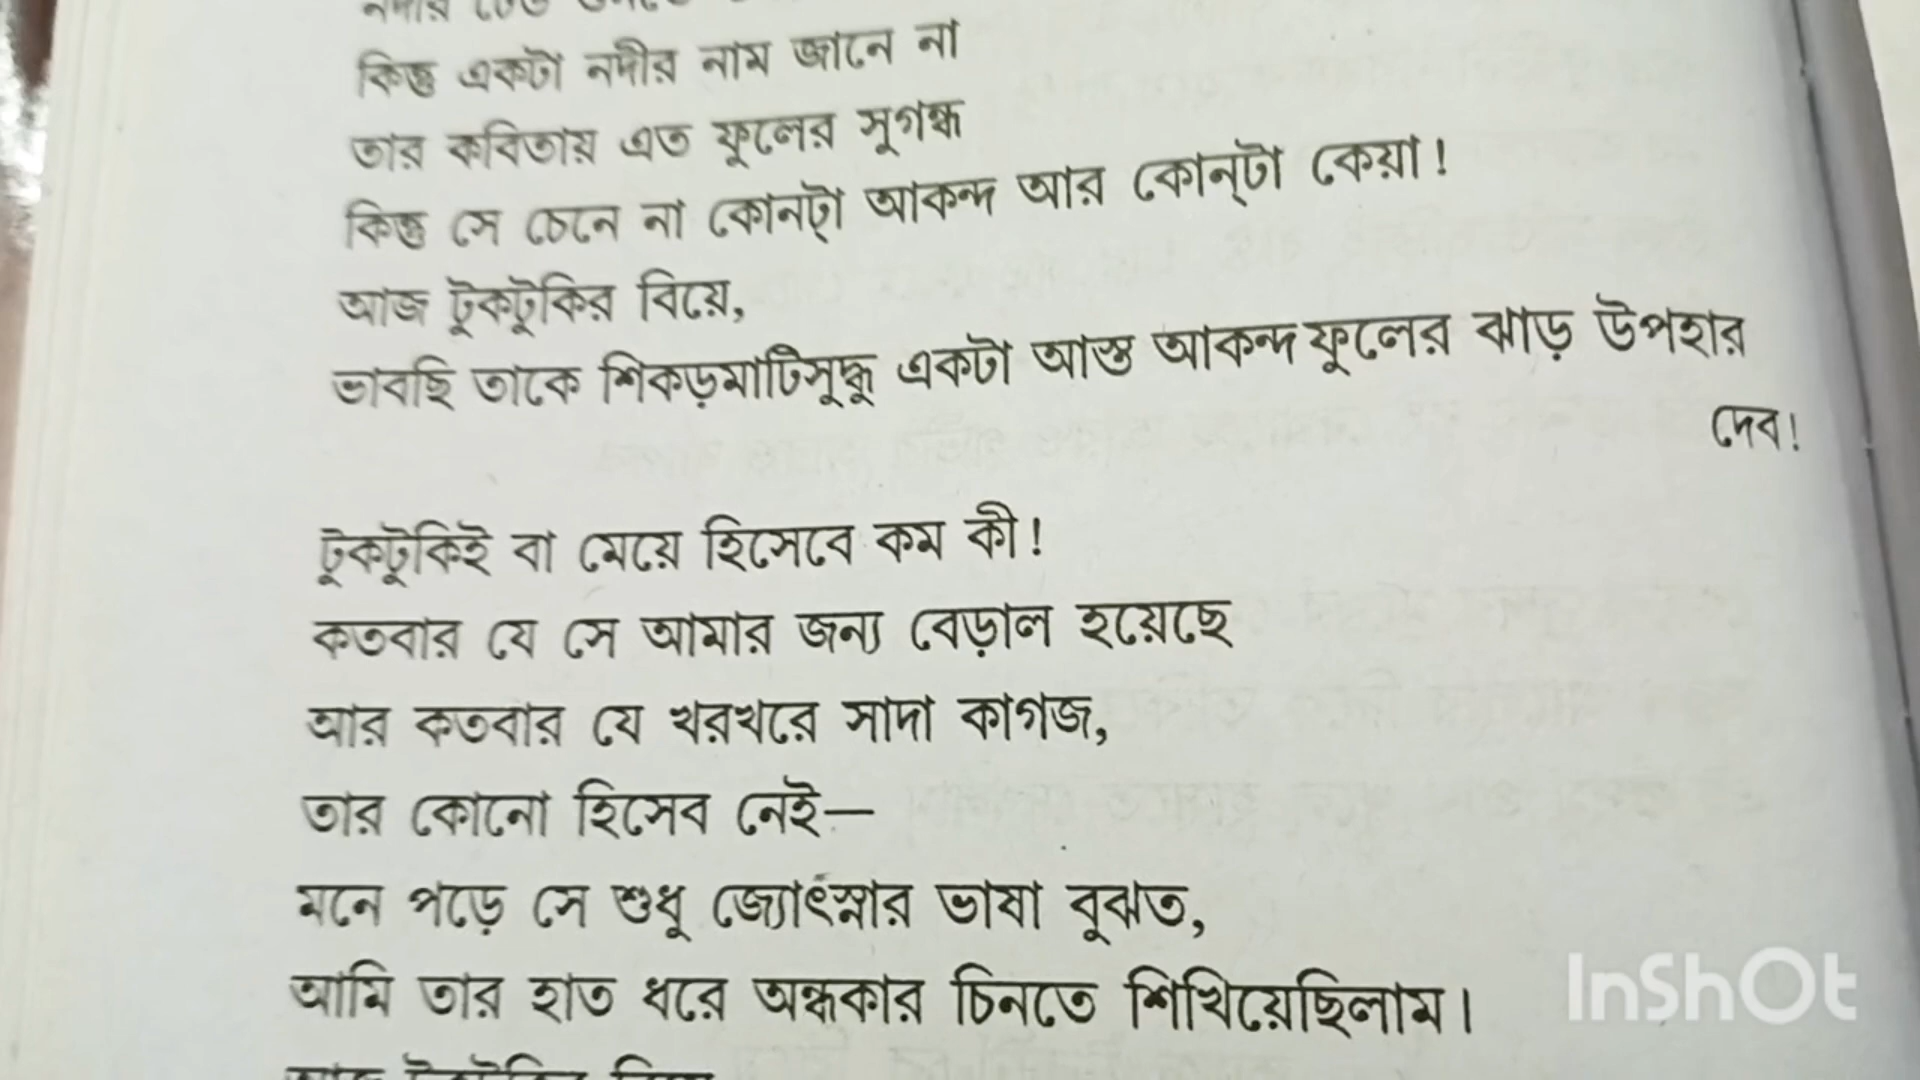 কিন্তু একটা নদীর নাম জানে না
তার কবিতায় এত ফুলের সুগন্ধ
কিন্তু সে চেনে না কোন্‌টা আকন্দ আর কোন্‌টা কেয়া!
আজ টুকটুকির বিয়ে,
ভাবছি তাকে শিকড়মাটিসুদ্ধু একটা আস্ত আকন্দফুলের ঝাড় উপহার
দেব!
টুকটুকিই বা মেয়ে হিসেবে কম কী!
কতবার যে সে আমার জন্য বেড়াল হয়েছে
আর কতবার যে খরখরে সাদা কাগজ,
তার কোনো হিসেব নেই—
মনে পড়ে সে শুধু জ্যোৎস্নার ভাষা বুঝত,
আমি তার হাত ধরে অন্ধকার চিনতে শিখিয়েছিলাম।
InShOt